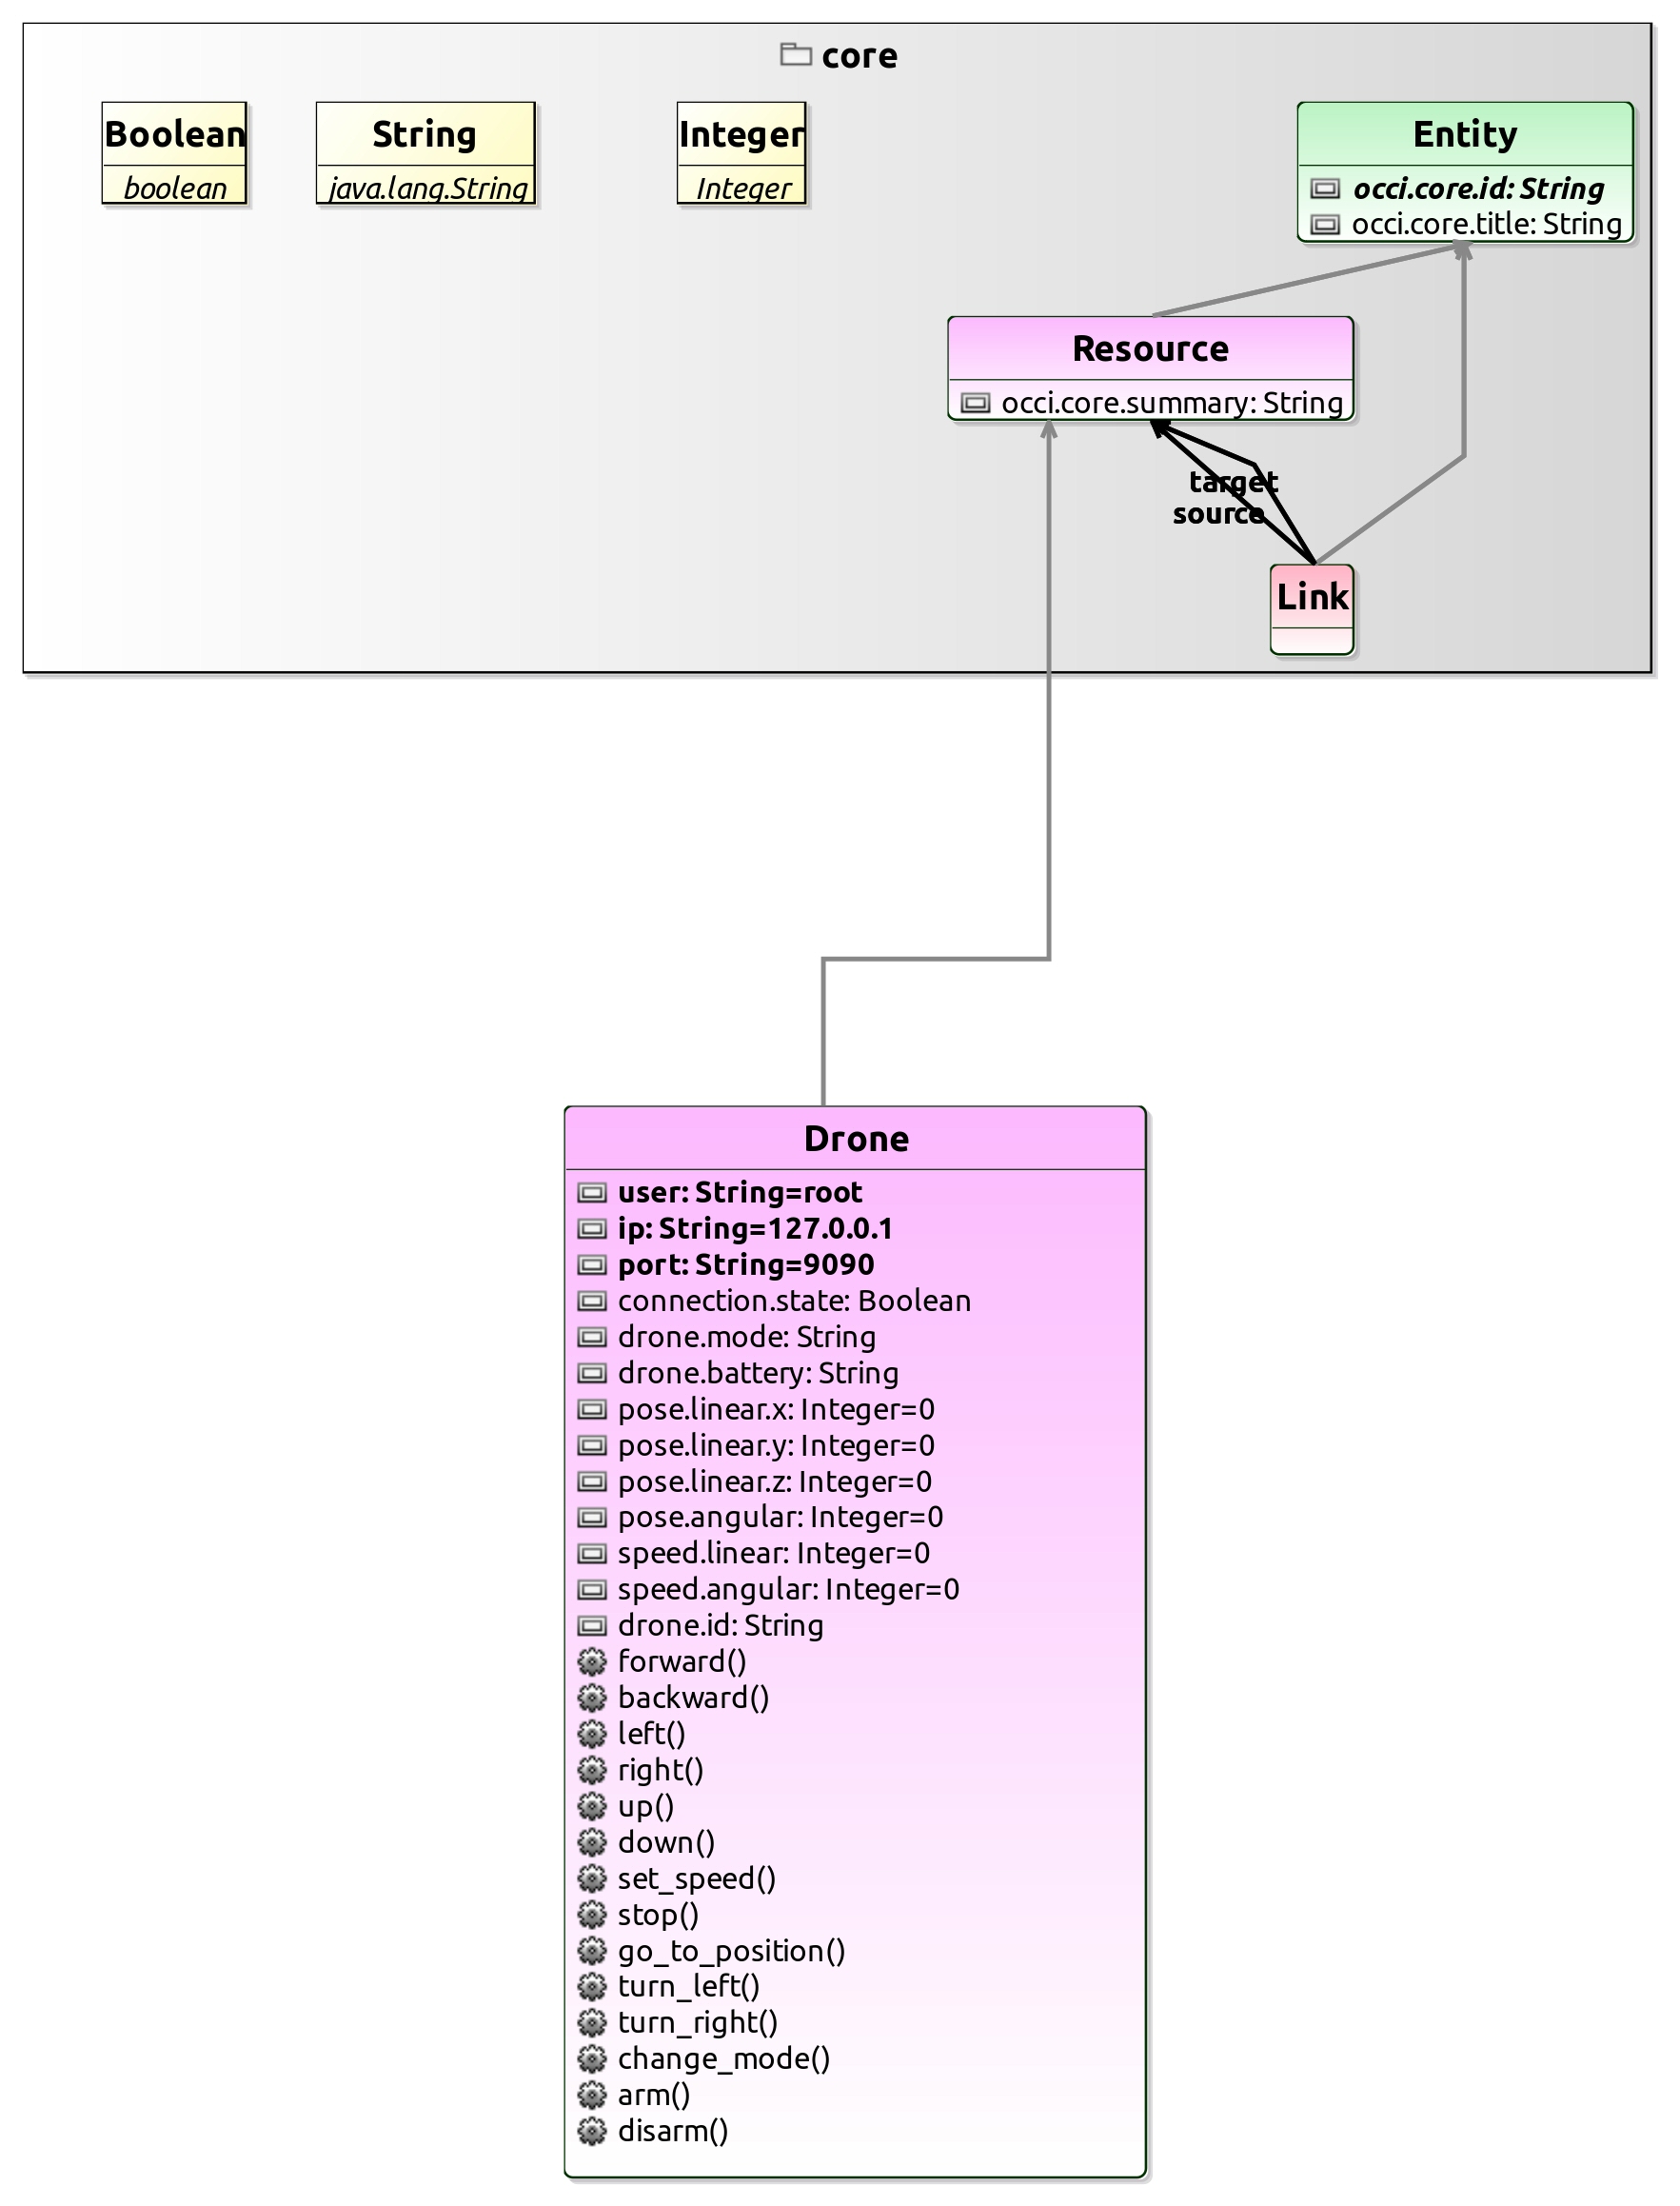 core
Boolean
boolean
String
java.lang.String
Integer
Integer
Entity
occi.core.id: String
occi.core.title: String
Resource
occi.core.summary: String
target
source
Link
Drone
user: String=root
ip: String=127.0.0.1
port: String=9090
connection.state: Boolean
drone.mode: String
drone.battery: String
pose.linear.x: Integer=0
pose.linear.y: Integer=0
pose.linear.z: Integer=0
pose.angular: Integer=0
speed.linear: Integer=0
speed.angular: Integer=0
drone.id: String
forward()
backward()
left()
right()
up()
down()
set_speed()
stop()
go_to_position()
turn_left()
turn_right()
change_mode()
arm()
disarm()